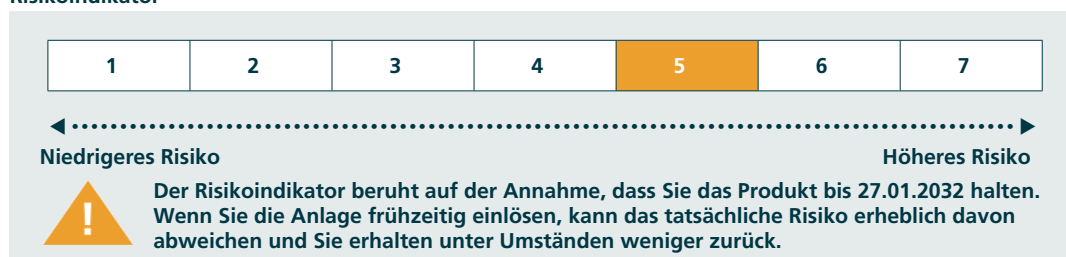 Risikoindikator
1 2 3 4 5 6 7
Niedrigeres Risiko Höheres Risiko
Der Risikoindikator beruht auf der Annahme, dass Sie das Produkt bis 27.01.2032 halten.
! Wenn Sie die Anlage frühzeitig einlösen, kann das tatsächliche Risiko erheblich davon
abweichen und Sie erhalten unter Umständen weniger zurück.